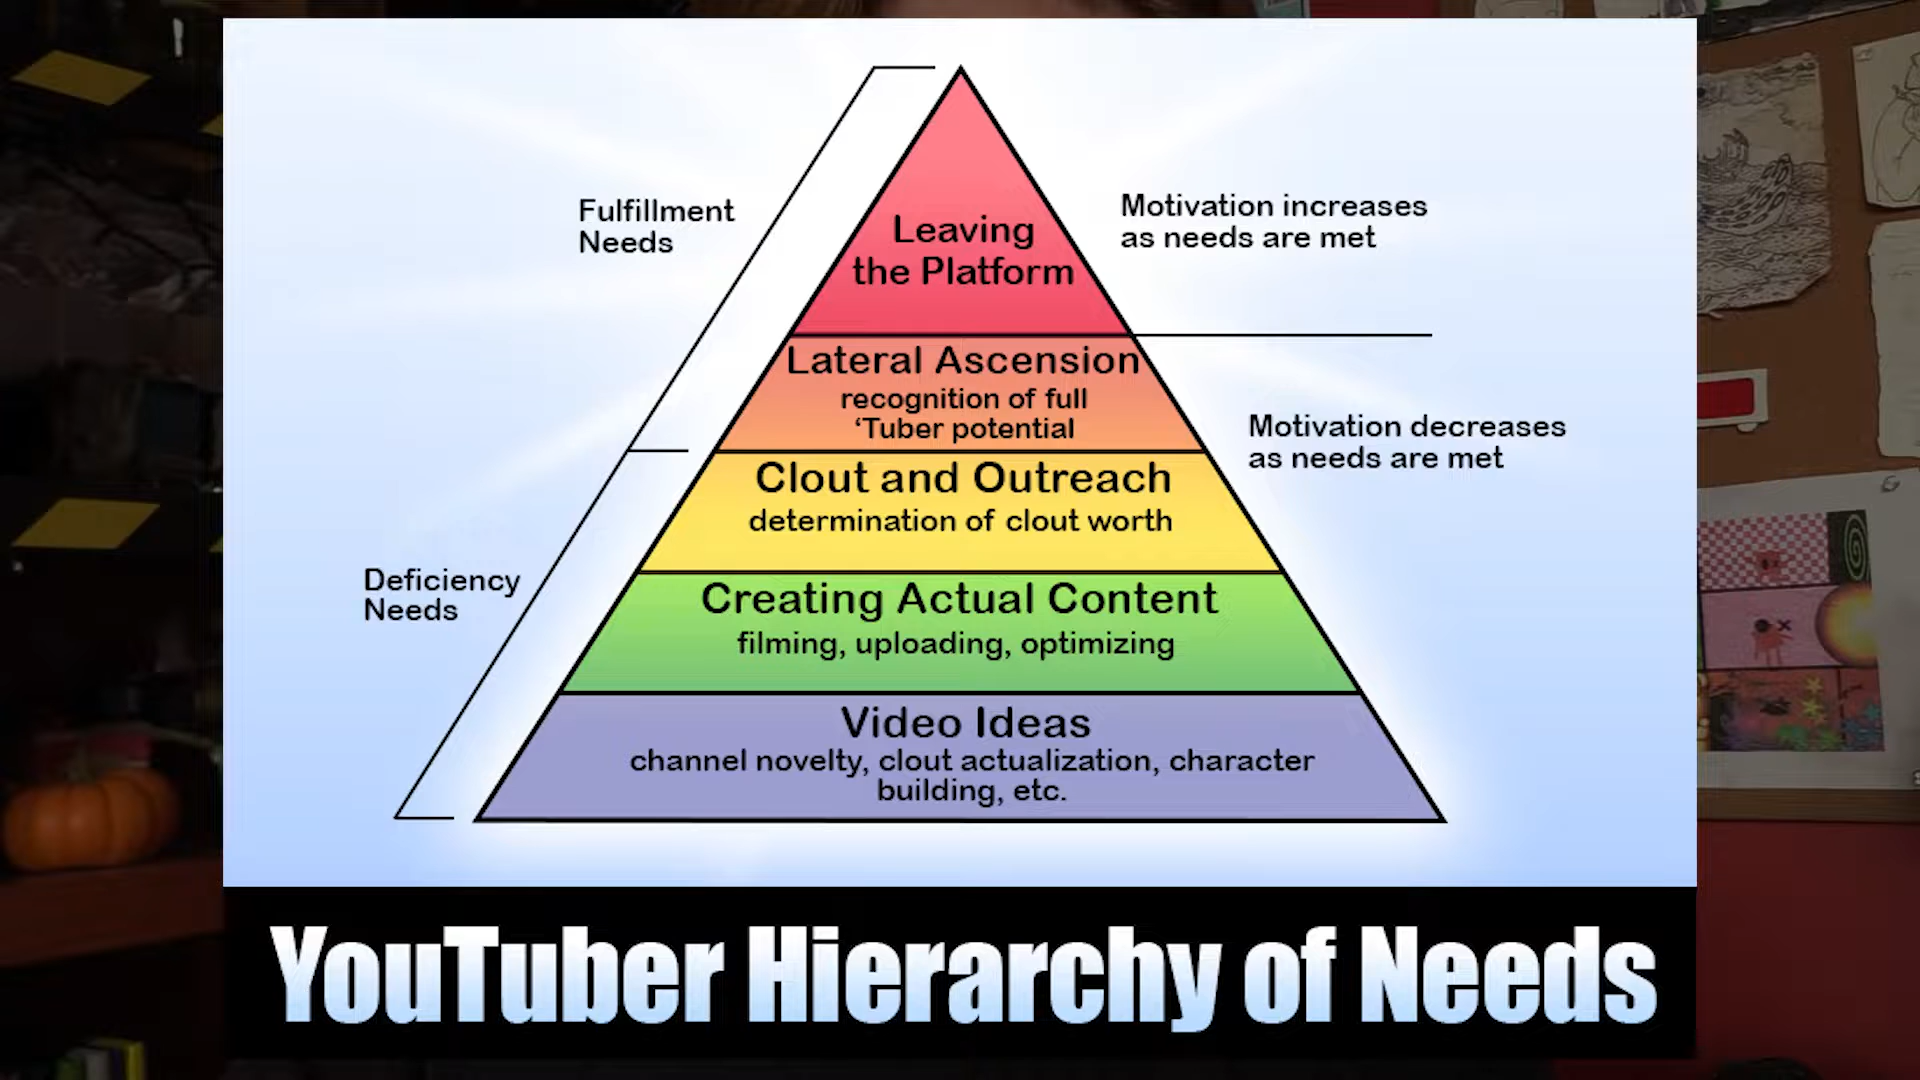 Fulfillment
Needs
Leaving
the Platform
Motivation increases
as needs are met
Lateral Ascension
recognition of full
‘Tuber potential
Motivation decreases
as needs are met
Clout and Outreach
determination of clout worth
Deficiency
Needs
Creating Actual Content
filming, uploading, optimizing
Video Ideas
channel novelty, clout actualization, character
building, etc.
YouTuber Hierarchy of Needs